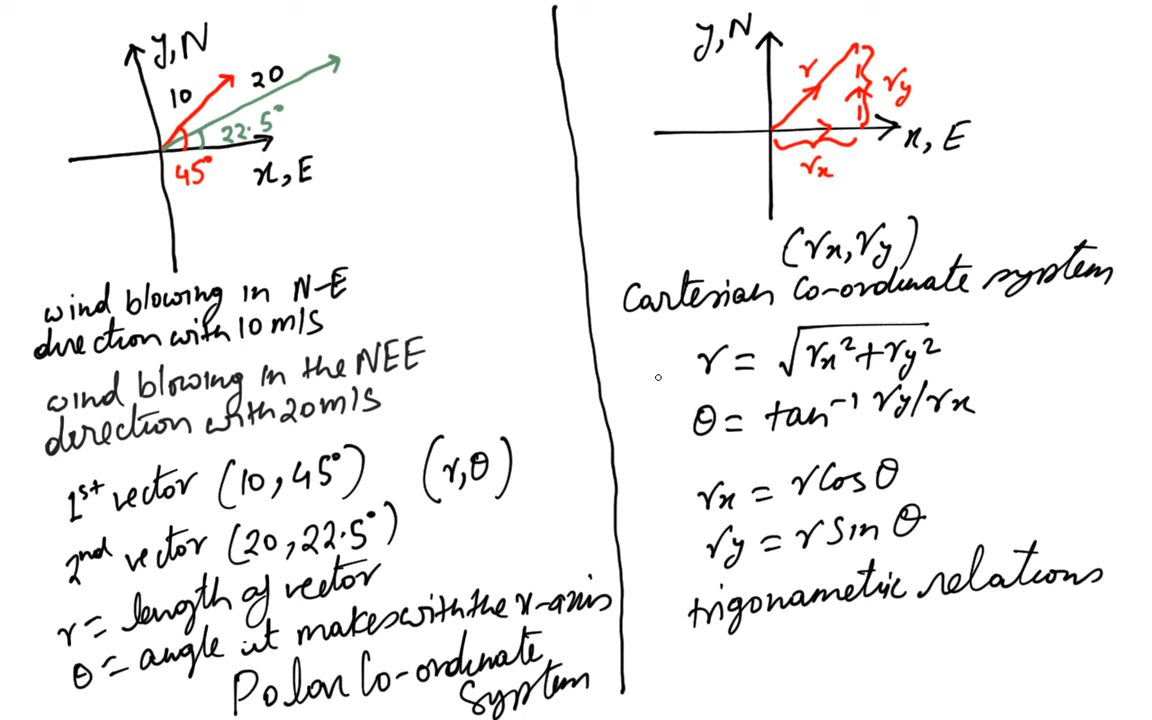 y, N
10
20
22.5°
45°
x, E
wind blowing in N-E
direction with 10 m/s
wind blowing in the NEE
direction with 20m/s
1st vector (10, 45°) (r, θ)
2nd vector (20, 22.5°)
r = length of vector
θ = angle it makes with the x-axis
Polar Co-ordinate
System
y, N
r
ry
rx
x, E
(rx, ry)
Cartesian Co-ordinate system
r = √rx²+ry²
θ = tan⁻¹ ry/rx
rx = r Cos θ
ry = r Sin θ
trigonametric relations